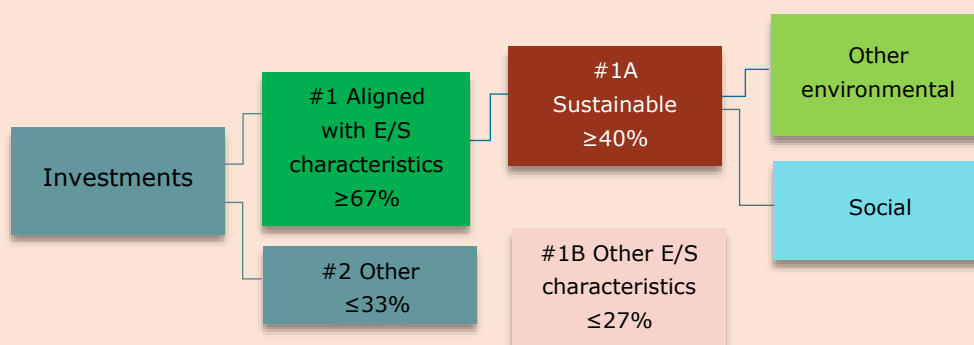 Investments
#1 Aligned
with E/S
characteristics
≥67%
#2 Other
≤33%
#1A
Sustainable
≥40%
#1B Other E/S
characteristics
≤27%
Other
environmental
Social